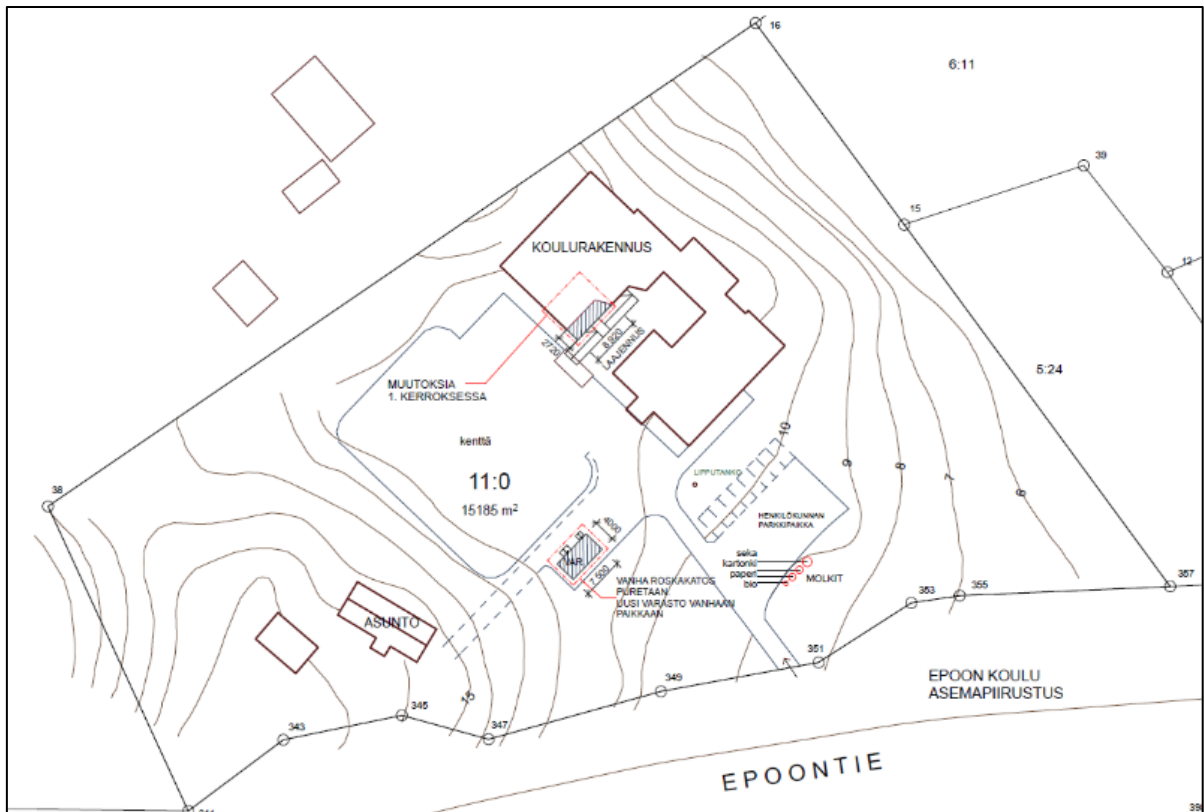 16
6:11
39
15
12
KOULURAKENNUS
8,920
2720
LAAJENNUS
5:24
MUUTOKSIA
1. KERROKSESSA
kenttä
10
9
8
7
6
LIPPUTANKO
11:0
15185 m²
38
HENKILÖKUNNAN
PARKKIPAIKKA
4000
VAR.
7,500
seka
kartonki
paperi
bio
MOLKIT
VANHA ROSKAKATOS
PURETAAN
UUSI VARASTO VANHAAN
PAIKKAAN
357
355
353
351
ASUNTO
349
EPOON KOULU
ASEMAPIIRUSTUS
15
345
347
343
EPOONTIE